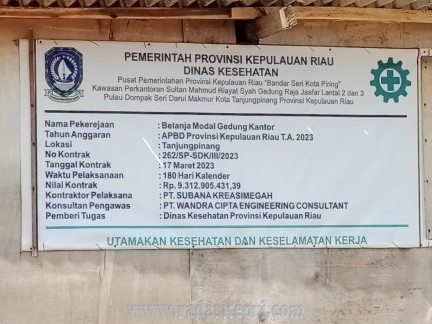 PEMERINTAH PROVINSI KEPULAUAN RIAU
DINAS KESEHATAN
Pusat Pemerintahan Provinsi Kepulauan Riau "Bandar Seri Kota Piring"
Kawasan Perkantoran Sultan Mahmud Riayat Syah Gedung Raja Jaafar Lantai 2 dan 3
Pulau Dompak Seri Darul Makmur Kota Tanjungpinang Provinsi Kepulauan Riau
Nama Pekerejaan : Belanja Modal Gedung Kantor
Tahun Anggaran : APBD Provinsi Kepulauan Riau T.A. 2023
Lokasi : Tanjungpinang
No Kontrak : 262/SP-SDK/III/2023
Tanggal Kontrak : 17 Maret 2023
Waktu Pelaksanaan : 180 Hari Kalender
Nilai Kontrak : Rp. 9.312.905.431,39
Kontraktor Pelaksana : PT. SUBANA KREASIMEGAH
Konsultan Pengawas : PT. WANDRA CIPTA ENGINEERING CONSULTANT
Pemberi Tugas : Dinas Kesehatan Provinsi Kepulauan Riau
UTAMAKAN KESEHATAN DAN KESELAMATAN KERJA